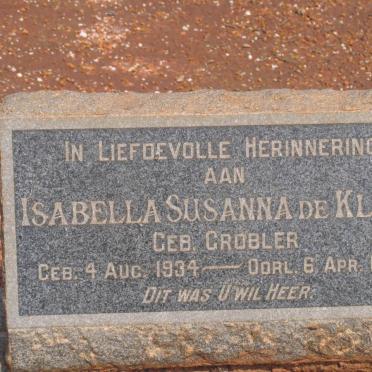 IN LIEFDEVOLLE HERINNERING
AAN
ISABELLA SUSANNA DE
GEB. GROBLER
GEB. 4 AUG. 1934 — OORL. 6 APR.
DIT WAS U WIL HEER.